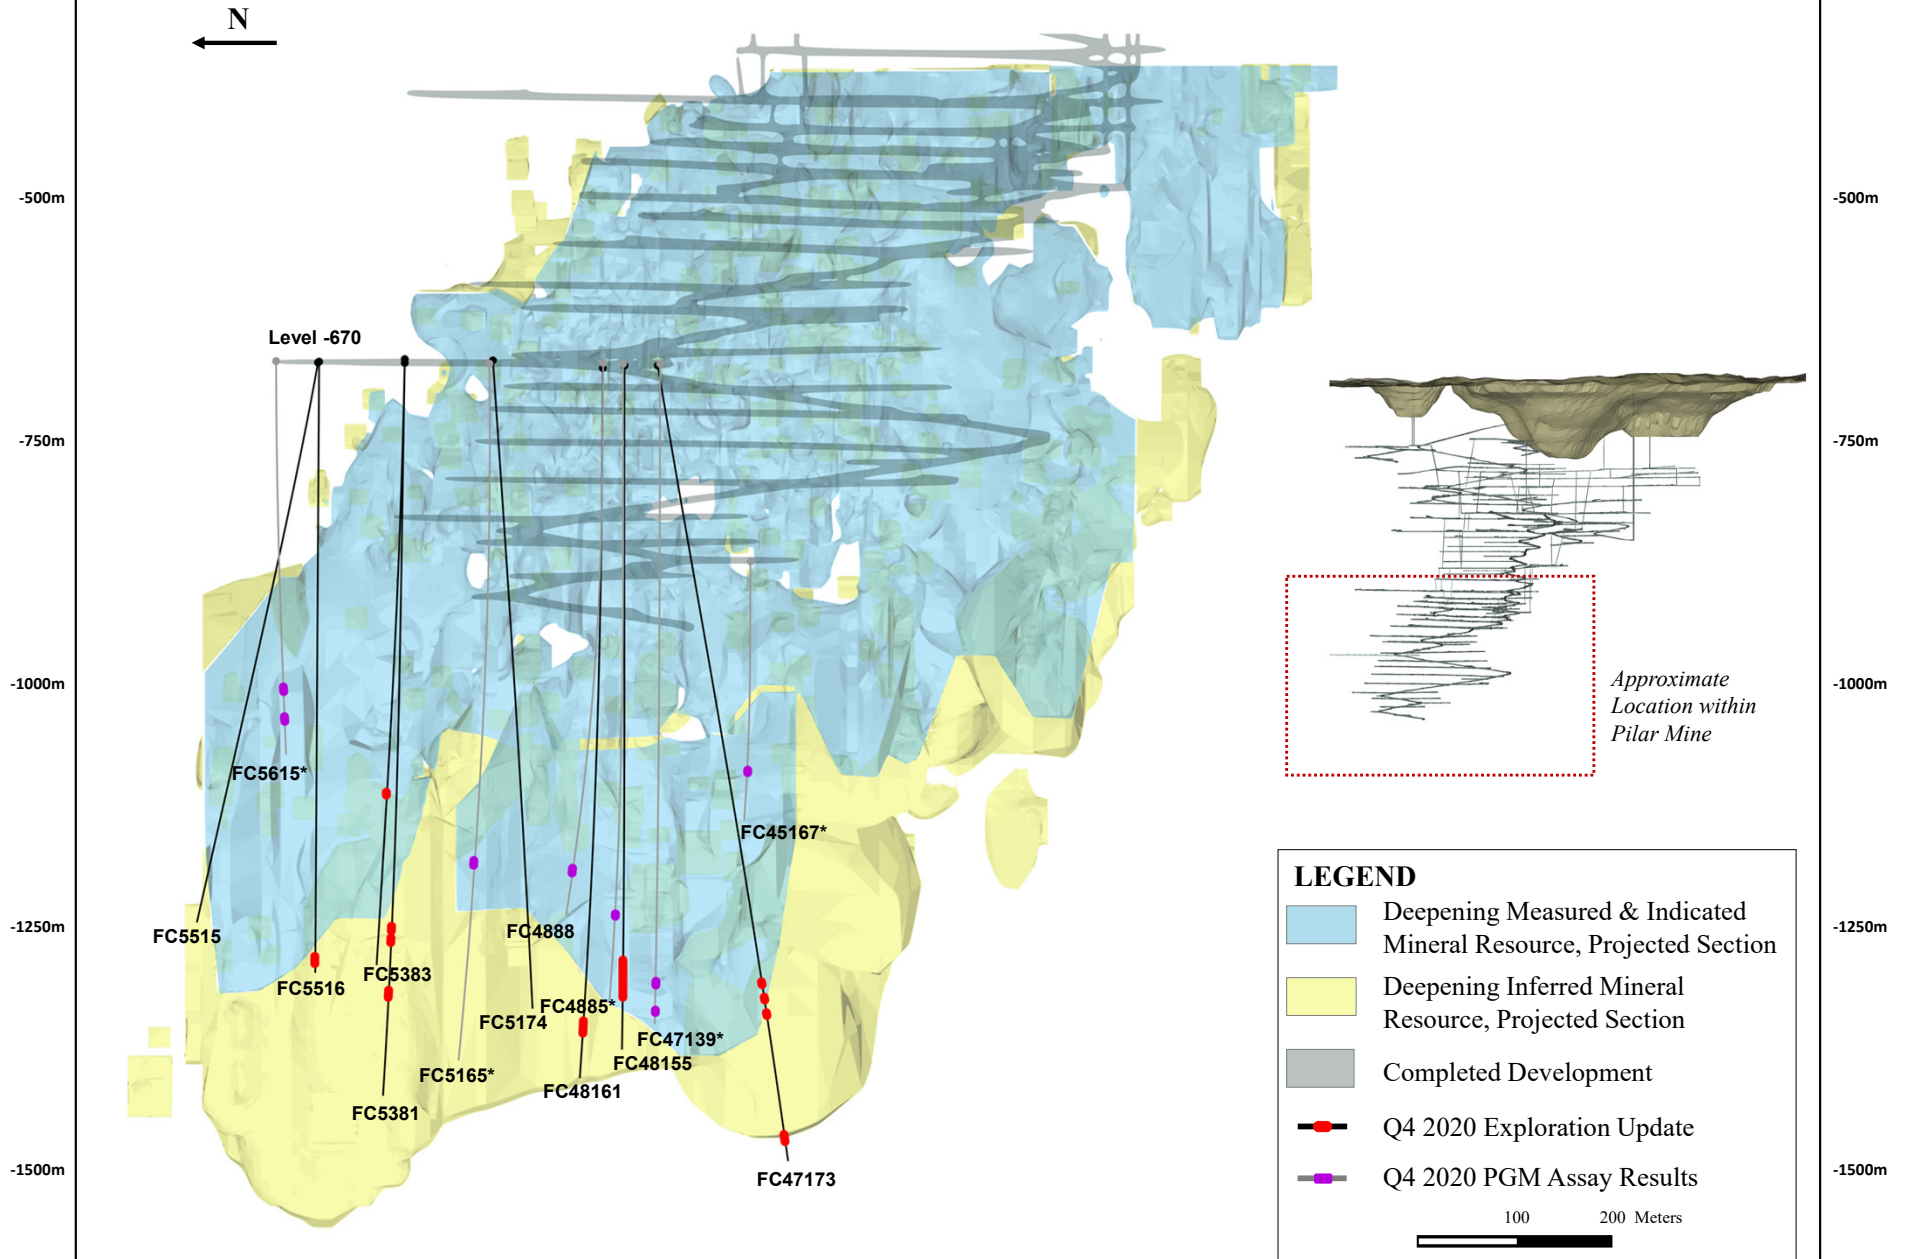 N
-500m
-500m
Level -670
-750m
-750m
-1000m
-1000m
Approximate
Location within
Pilar Mine
FC5615*
FC45167*
FC5515
FC4888
-1250m
-1250m
FC5383
FC5516
FC4885*
FC5174
FC47139*
FC48155
FC5165*
FC48161
FC5381
-1500m
-1500m
FC47173
LEGEND
Deepening Measured & Indicated
Mineral Resource, Projected Section
Deepening Inferred Mineral
Resource, Projected Section
Completed Development
Q4 2020 Exploration Update
Q4 2020 PGM Assay Results
100 200 Meters